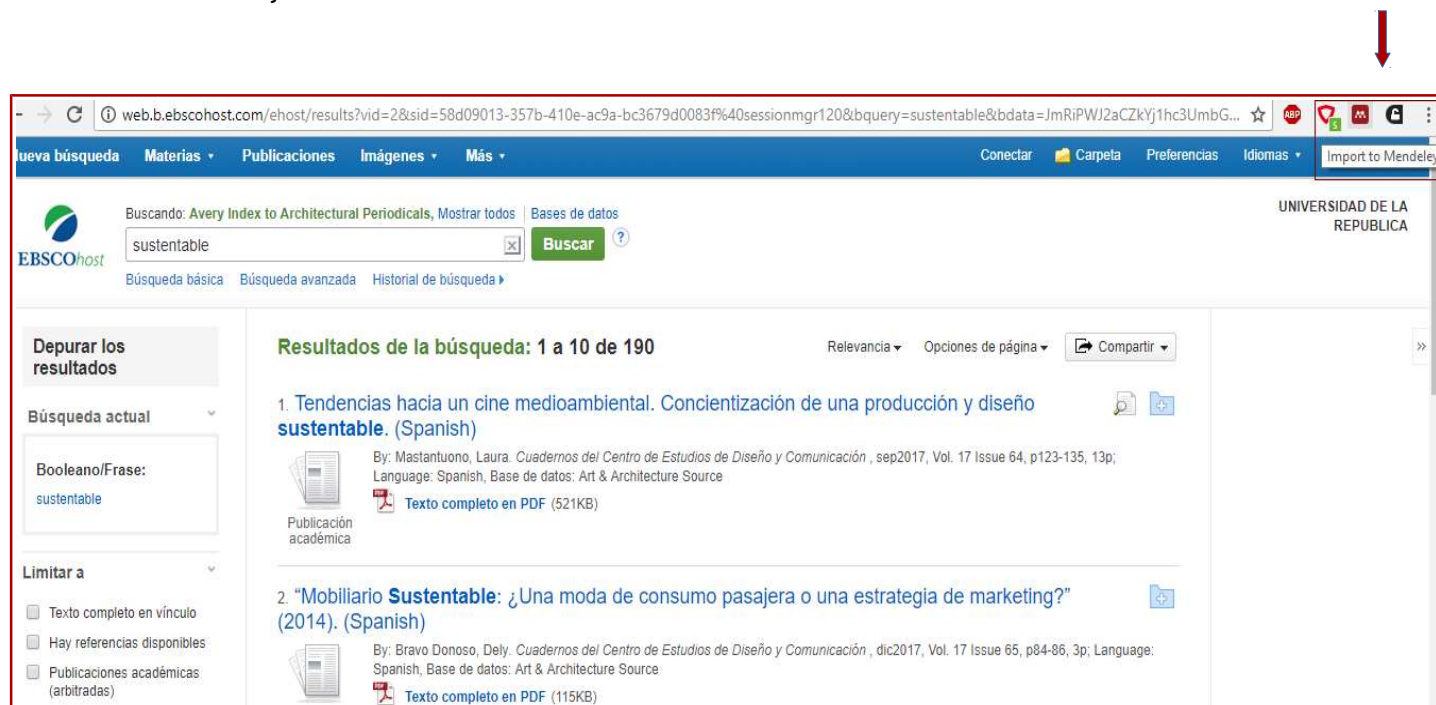 y
web.b.ebscohost.com/ehost/results?vid=2&sid=58d09013-357b-410e-ac9a-bc3679d0083f%40sessionmgr120&bquery=sustentable&bdata=JmRiPWJ2aCZkYj1hc3UmbG...
ABP
lueva búsqueda Materias Publicaciones Imágenes Más Conectar Carpeta Preferencias Idiomas Import to Mendeley
Buscando: Avery Index to Architectural Periodicals, Mostrar todos | Bases de datos
sustentable x Buscar ?
EBSCOhost
Búsqueda básica Búsqueda avanzada Historial de búsqueda
UNIVERSIDAD DE LA
REPUBLICA
Depurar los
resultados
Búsqueda actual
Booleano/Frase:
sustentable
Limitar a
Texto completo en vínculo
Hay referencias disponibles
Publicaciones académicas
(arbitradas)
Resultados de la búsqueda: 1 a 10 de 190 Relevancia Opciones de página Compartir
»
1. Tendencias hacia un cine medioambiental. Concientización de una producción y diseño
sustentable. (Spanish)
By: Mastantuono, Laura. Cuadernos del Centro de Estudios de Diseño y Comunicación , sep2017, Vol. 17 Issue 64, p123-135, 13p;
Language: Spanish, Base de datos: Art & Architecture Source
PDF Texto completo en PDF (521KB)
Publicación
académica
2. “Mobiliario Sustentable: ¿Una moda de consumo pasajera o una estrategia de marketing?”
(2014). (Spanish)
By: Bravo Donoso, Dely. Cuadernos del Centro de Estudios de Diseño y Comunicación , dic2017, Vol. 17 Issue 65, p84-86, 3p; Language:
Spanish, Base de datos: Art & Architecture Source
PDF Texto completo en PDF (115KB)